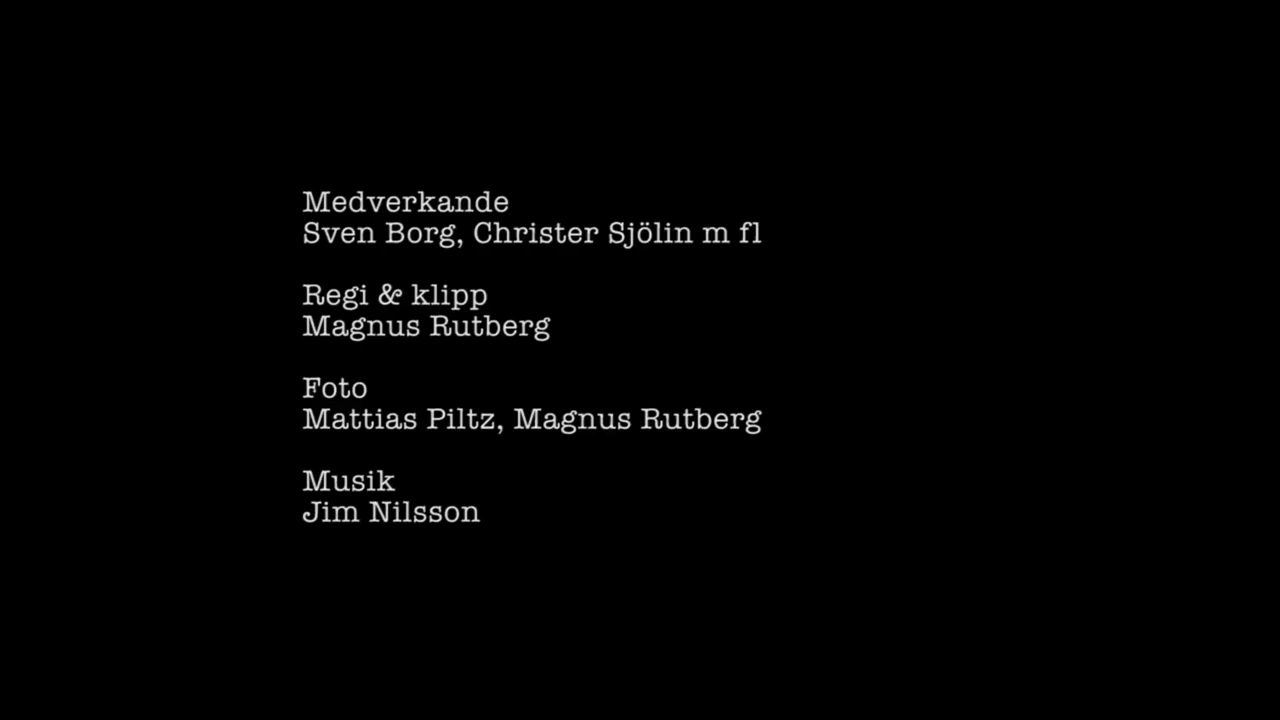 Medverkande
Sven Borg, Christer Sjölin m fl
Regi & klipp
Magnus Rutberg
Foto
Mattias Piltz, Magnus Rutberg
Musik
Jim Nilsson